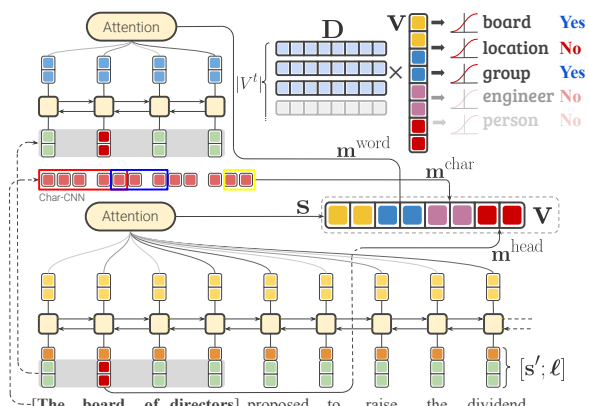 Attention
D
V
board Yes
location No
group Yes
engineer No
person No
|Vᵗ|
×
m^word
m^char
Char-CNN
Attention
s
V
m^head
[s′; ℓ]
[The board of directors] proposed to raise the dividend